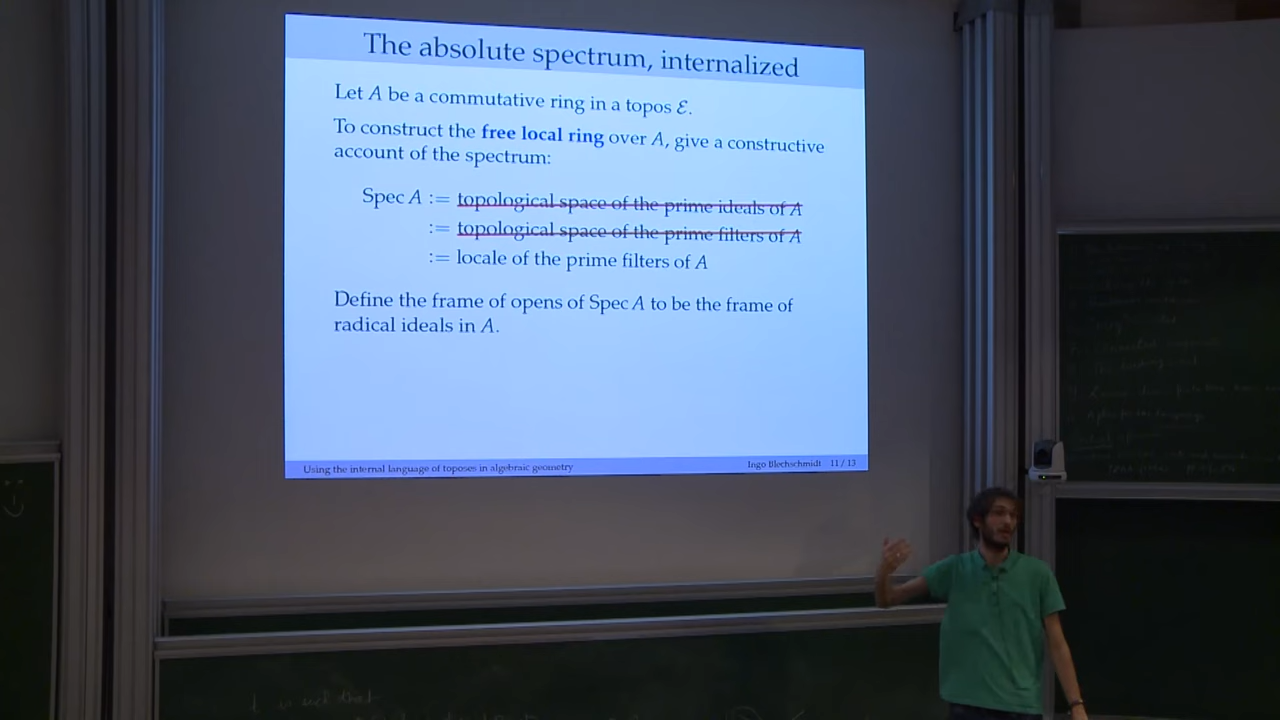 The absolute spectrum, internalized
Let A be a commutative ring in a topos ℰ.
To construct the free local ring over A, give a constructive
account of the spectrum:
Spec A := topological space of the prime ideals of A
:= topological space of the prime filters of A
:= locale of the prime filters of A
Define the frame of opens of Spec A to be the frame of
radical ideals in A.
Using the internal language of toposes in algebraic geometry
Ingo Blechschmidt 11 / 13
that